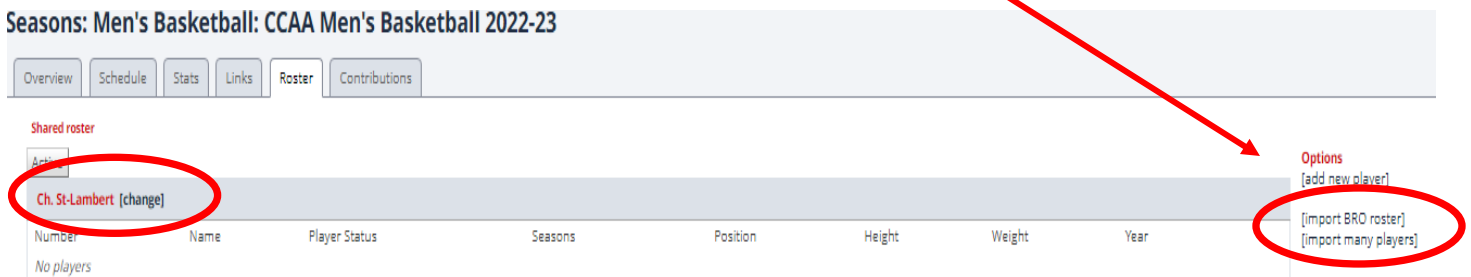 Seasons: Men's Basketball: CCAA Men's Basketball 2022-23
Overview Schedule Stats Links Roster Contributions
Shared roster
Active
Ch. St-Lambert [change]
Number Name Player Status Seasons Position Height Weight Year
No players
Options
[add new player]
[import BRO roster]
[import many players]